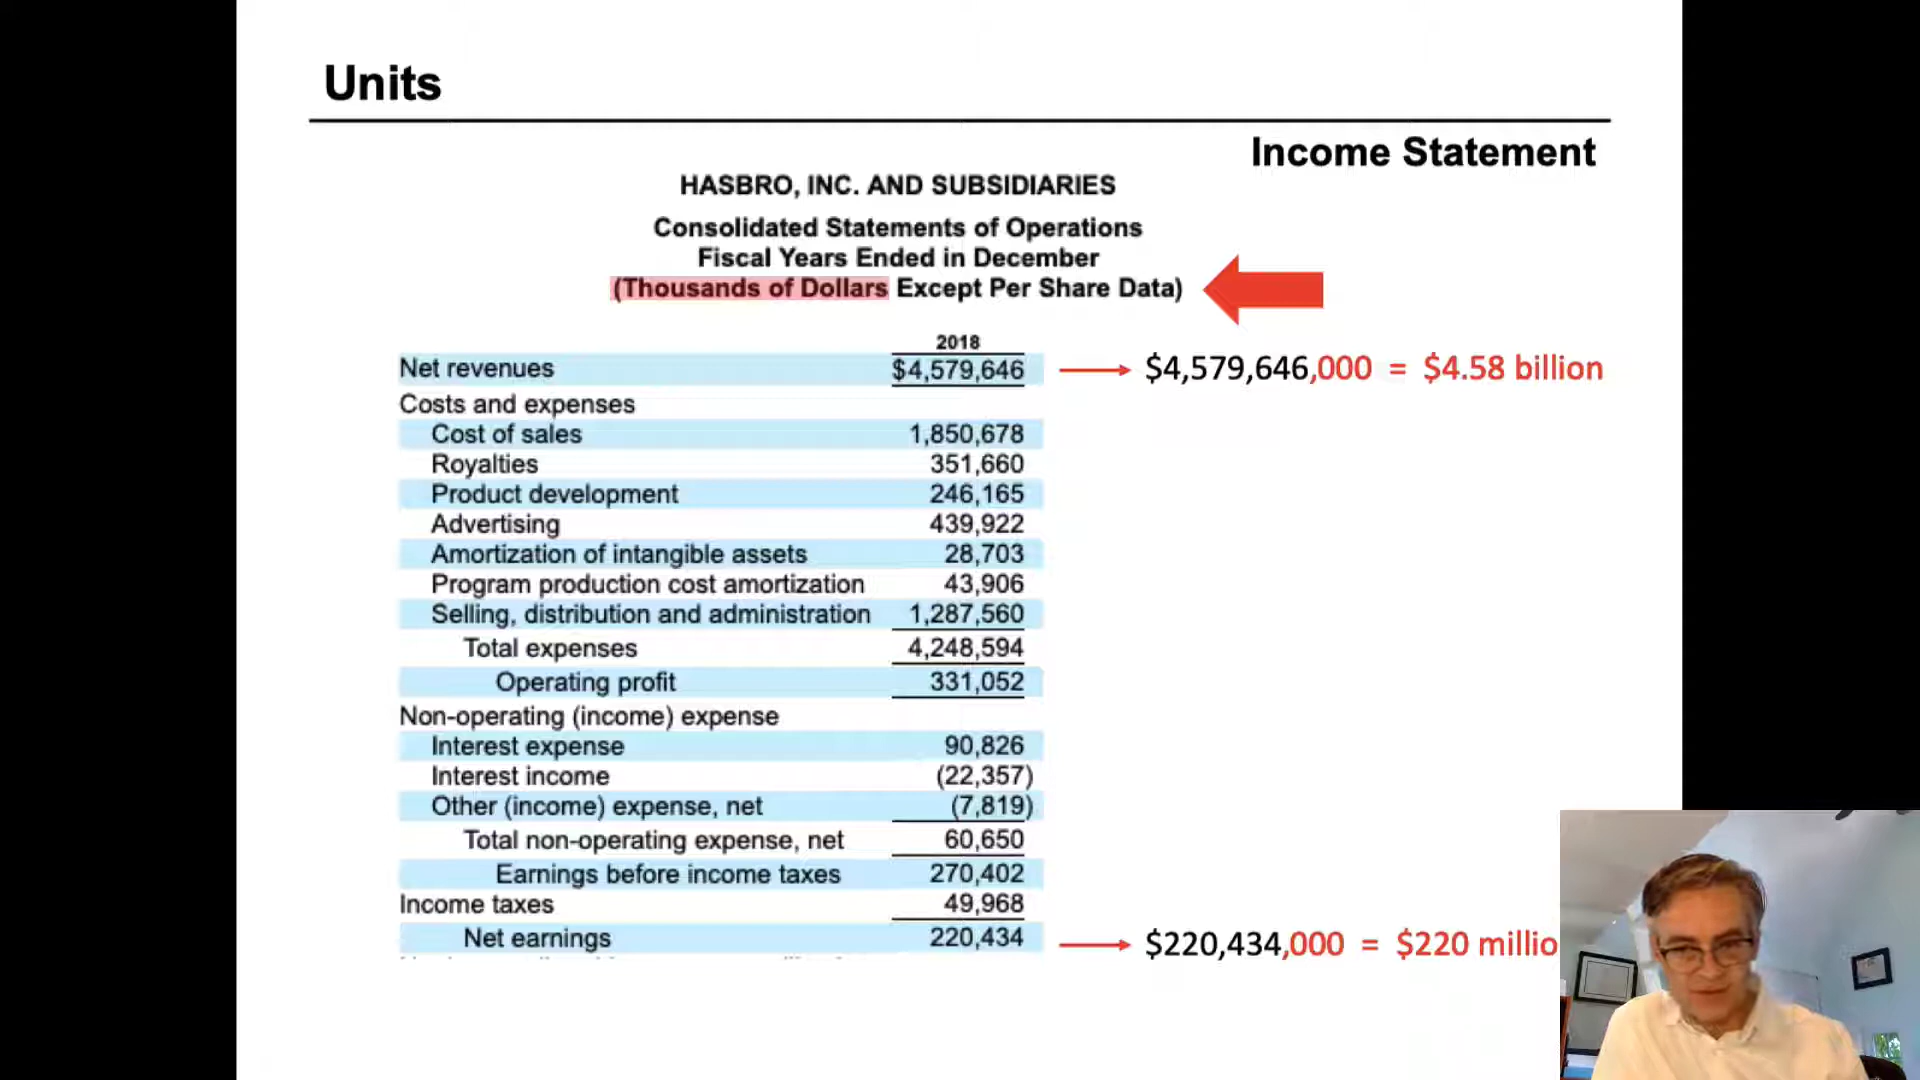 Units
Income Statement
HASBRO, INC. AND SUBSIDIARIES
Consolidated Statements of Operations
Fiscal Years Ended in December
(Thousands of Dollars Except Per Share Data)
2018
Net revenues $4,579,646 $4,579,646,000 = $4.58 billion
Costs and expenses
Cost of sales 1,850,678
Royalties 351,660
Product development 246,165
Advertising 439,922
Amortization of intangible assets 28,703
Program production cost amortization 43,906
Selling, distribution and administration 1,287,560
Total expenses 4,248,594
Operating profit 331,052
Non-operating (income) expense
Interest expense 90,826
Interest income (22,357)
Other (income) expense, net (7,819)
Total non-operating expense, net 60,650
Earnings before income taxes 270,402
Income taxes 49,968
Net earnings 220,434 $220,434,000 = $220 millio